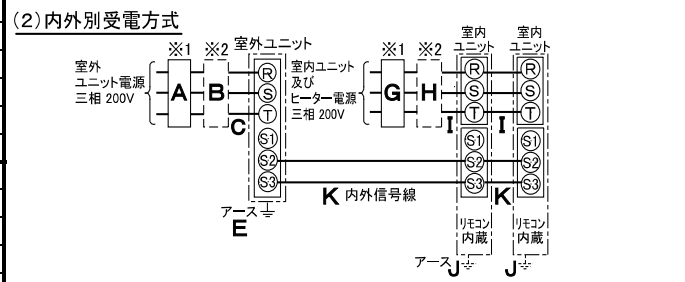 (2)内外別受電方式
※1 ※2 室外ユニット
室外
ユニット電源
三相 200V
A B
R
S
T
C
S1
S2
S3
アース
E
※1 ※2
室内ユニット
及び
ヒーター電源
三相 200V
G H
室内
ユニット
R
S
T
I
S1
S2
S3
リモコン
内蔵
室内
ユニット
R
S
T
I
S1
S2
S3
リモコン
内蔵
K 内外信号線
K
アース J
J